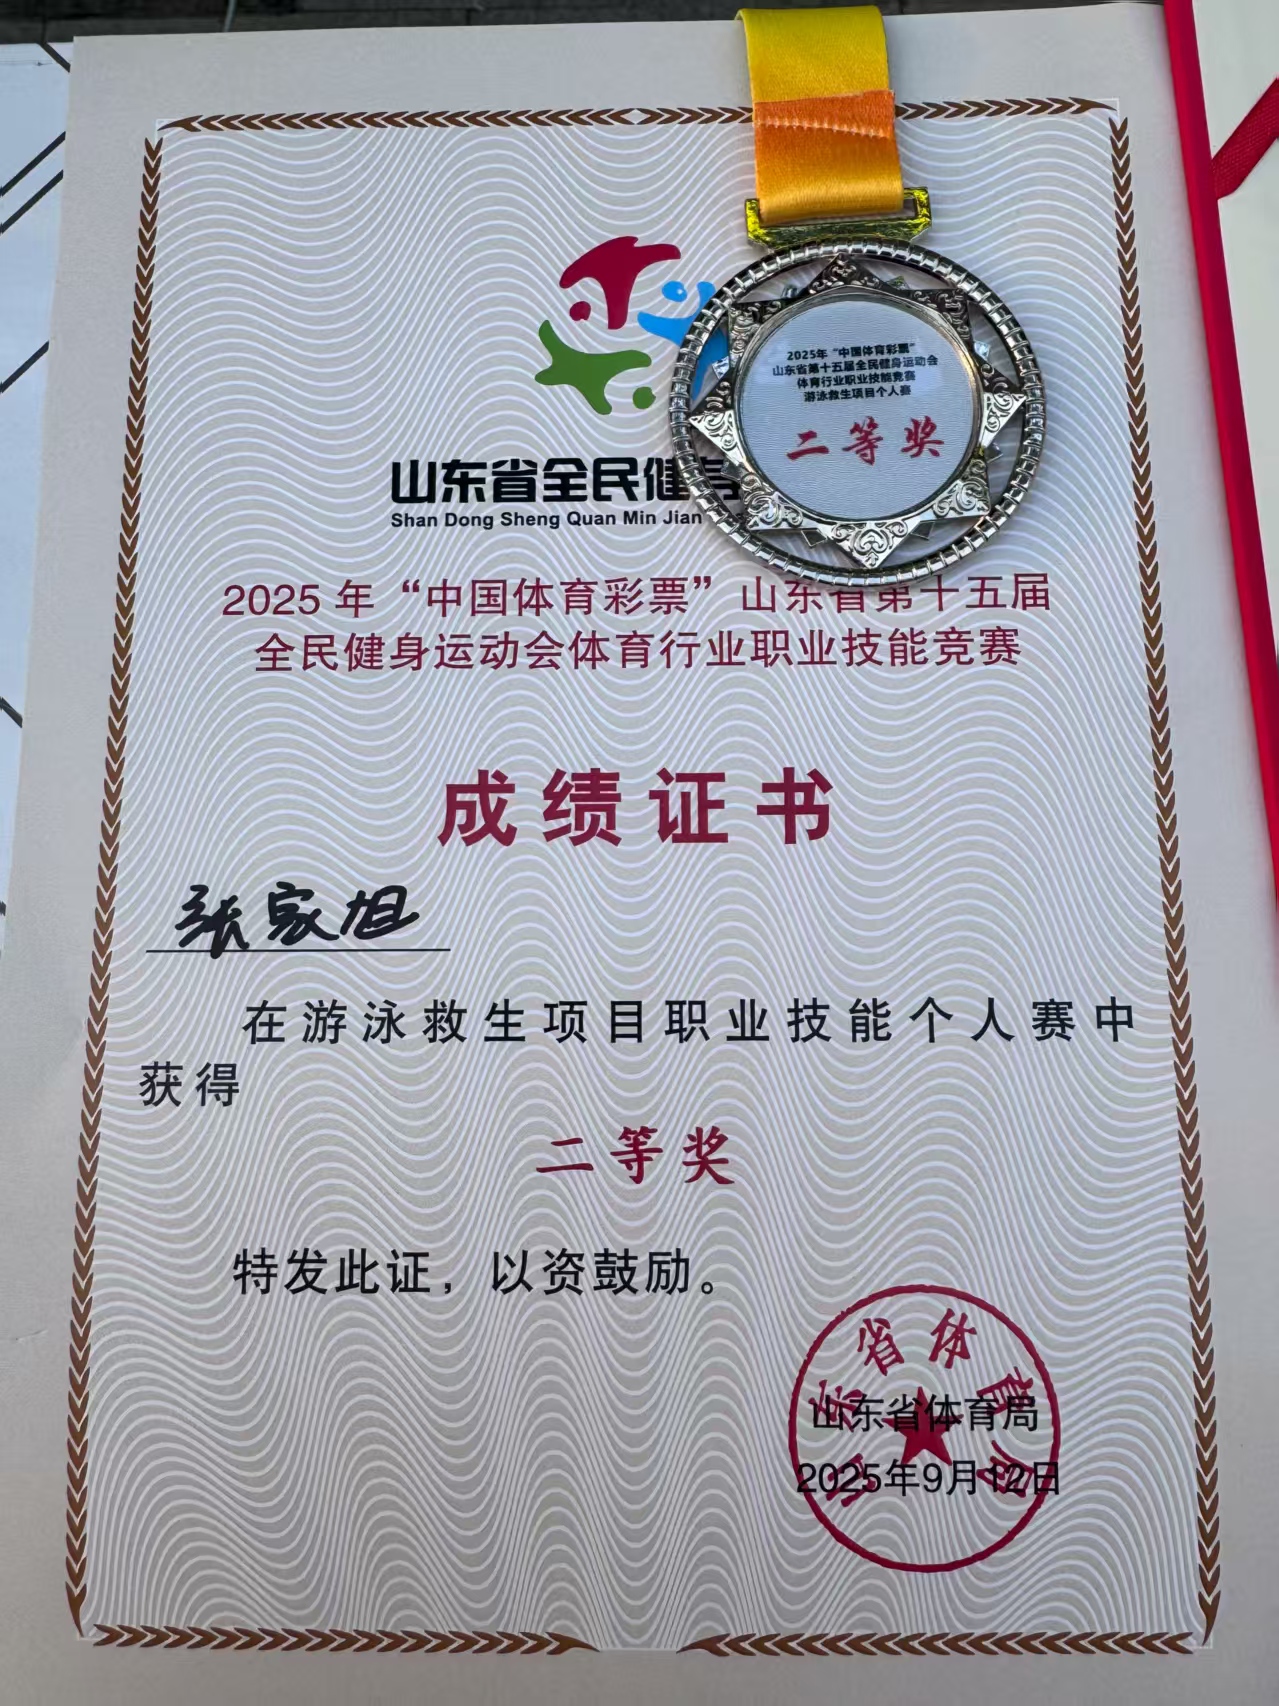 2025年“中国体育彩票”
山东省第十五届全民健身运动会
体育行业职业技能竞赛
游泳救生项目个人赛
二等奖
山东省全民健身
Shan Dong Sheng Quan Min Jian
2025年“中国体育彩票”山东省第十五届
全民健身运动会体育行业职业技能竞赛
成绩证书
张家旭
在游泳救生项目职业技能个人赛中
获得
二等奖
特发此证，以资鼓励。
山东省体育局
山东省体育局
2025年9月12日